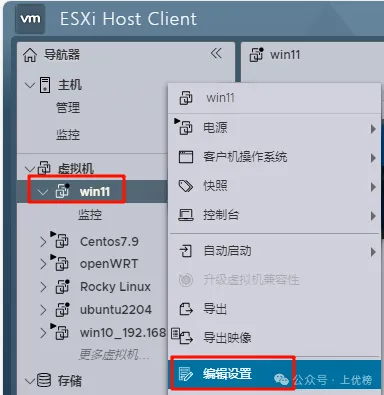 vm ESXi Host Client
导航器
win11
主机
管理
监控
虚拟机
win11
监控
Centos7.9
openWRT
Rocky Linux
ubuntu2204
win10_192.168
更多虚拟机...
存储
win11
电源
客户机操作系统
快照
控制台
自动启动
升级虚拟机兼容性
导出
导出映像
编辑设置
公众号·上优榜